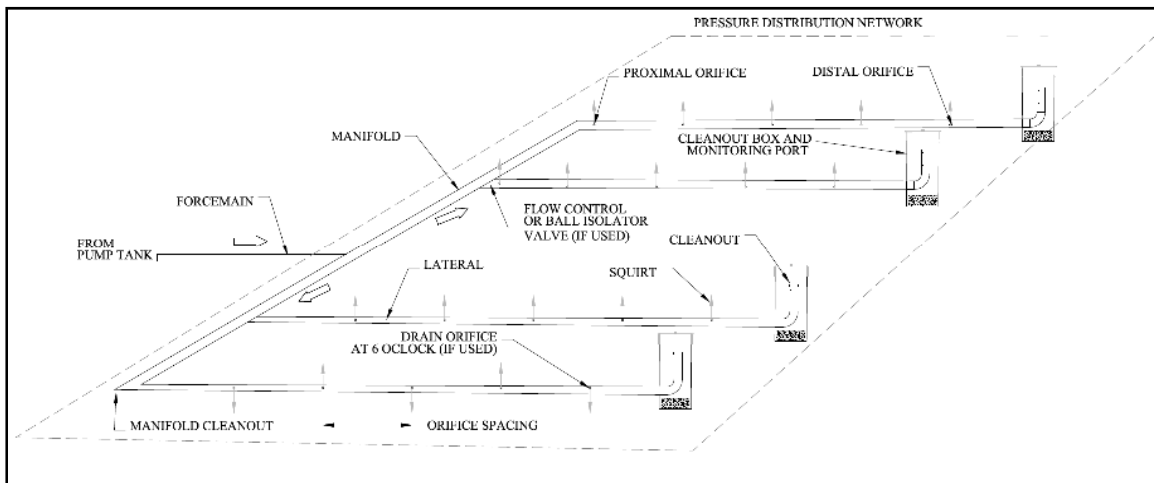 PRESSURE DISTRIBUTION NETWORK
PROXIMAL ORIFICE
DISTAL ORIFICE
MANIFOLD
CLEANOUT BOX AND
MONITORING PORT
FORCEMAIN
FLOW CONTROL
OR BALL ISOLATOR
VALVE (IF USED)
FROM
PUMP TANK
CLEANOUT
LATERAL
SQUIRT
DRAIN ORIFICE
AT 6 OCLOCK (IF USED)
MANIFOLD CLEANOUT
ORIFICE SPACING